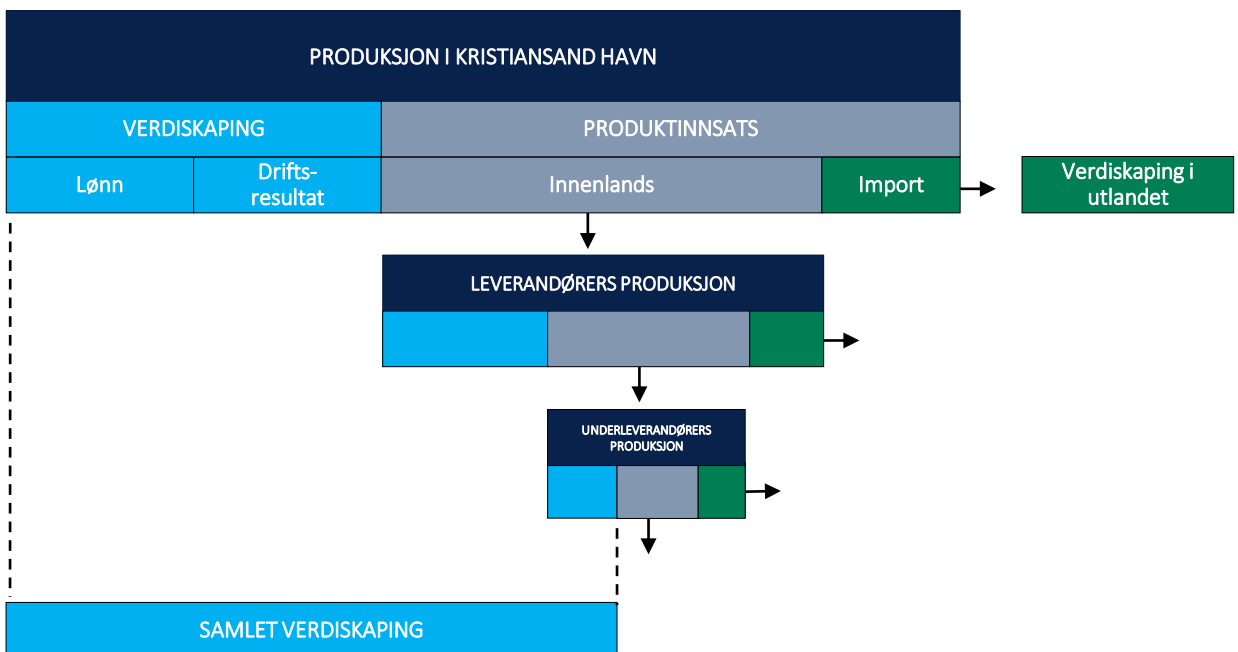 PRODUKSJON I KRISTIANSAND HAVN
VERDISKAPING
PRODUKTINNSATS
Lønn
Drifts-
resultat
Innenlands
Import
Verdiskaping i
utlandet
LEVERANDØRERS PRODUKSJON
UNDERLEVERANDØRERS
PRODUKSJON
SAMLET VERDISKAPING